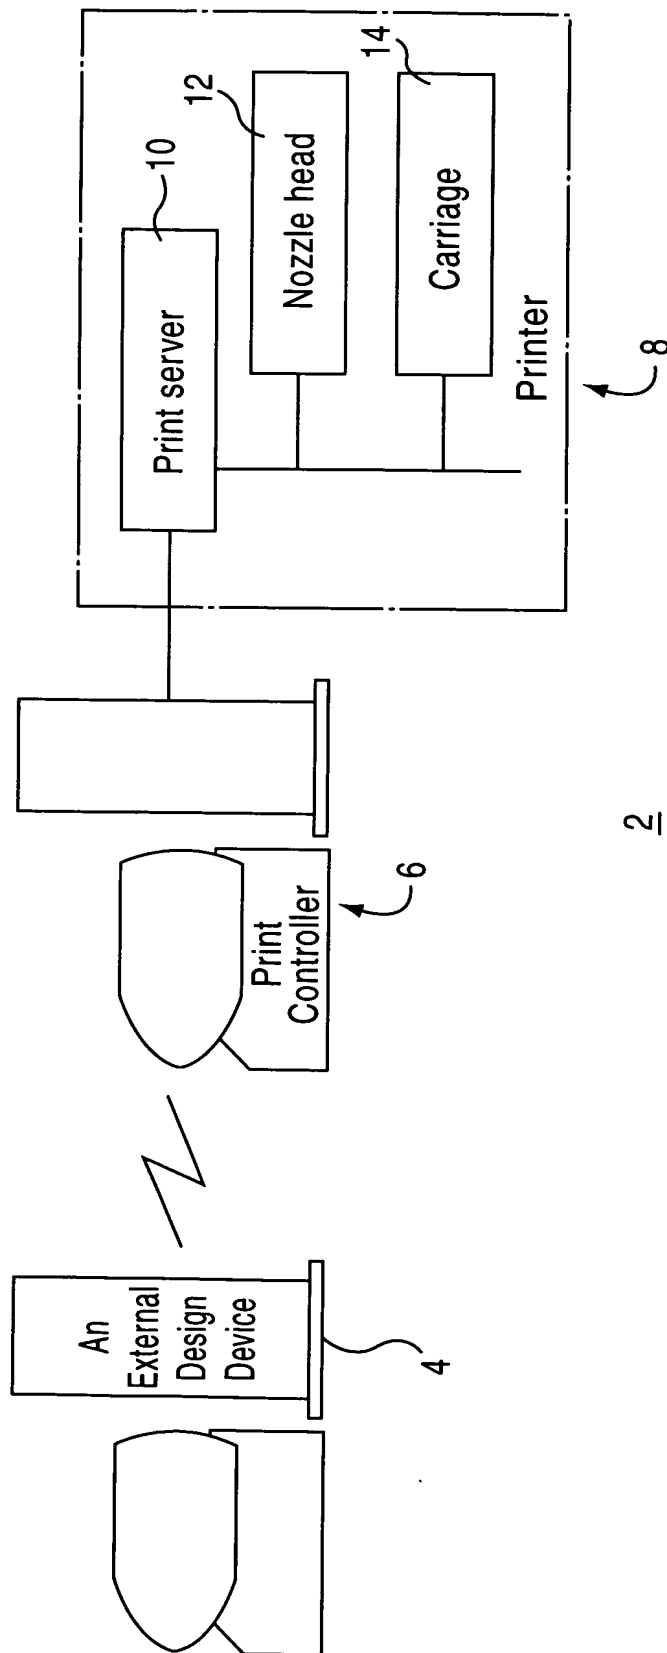 An
External
Design
Device
4
Print
Controller
6
Print server
10
Nozzle head
12
Carriage
14
Printer
8
2